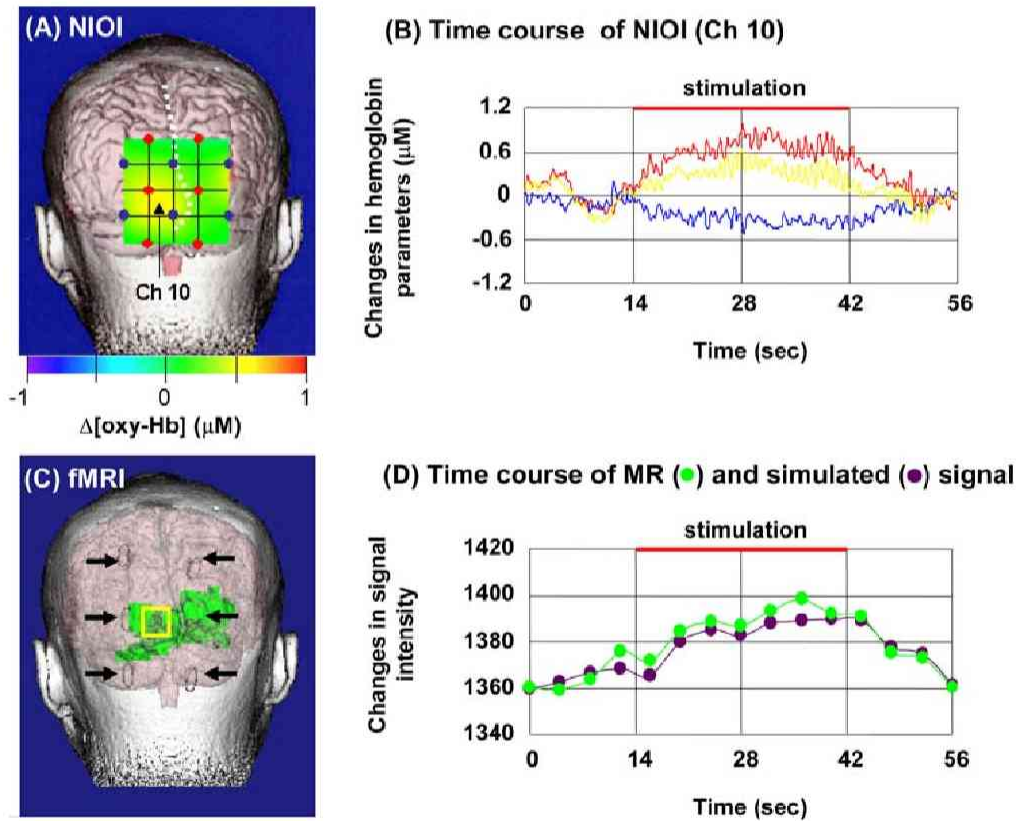 (A) NIOI
Ch 10
-1 0 1
Δ[oxy-Hb] (μM)
(B) Time course of NIOI (Ch 10)
stimulation
Changes in hemoglobin
parameters (μM)
1.2
0.6
0
-0.6
-1.2
0 14 28 42 56
Time (sec)
(C) fMRI
(D) Time course of MR (●) and simulated (●) signal
stimulation
Changes in signal
intensity
1420
1400
1380
1360
1340
0 14 28 42 56
Time (sec)